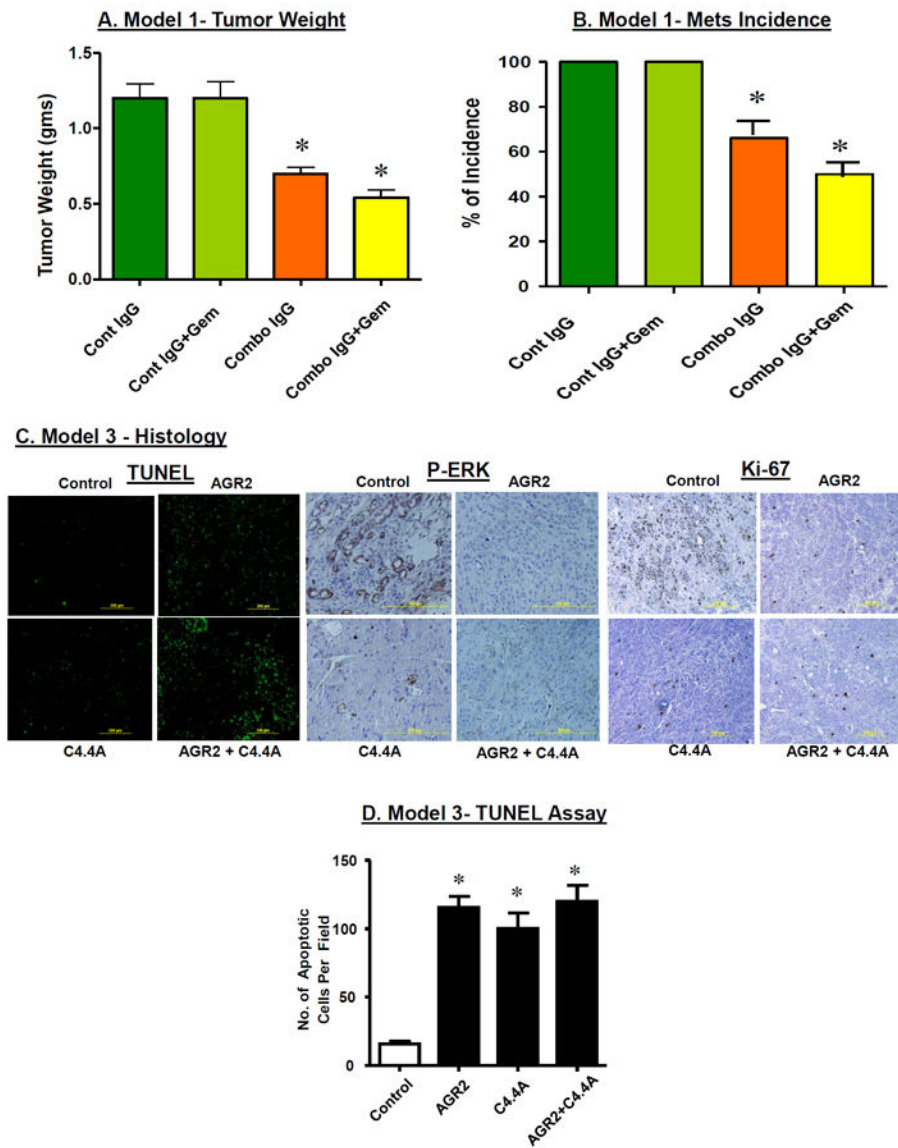 A. Model 1- Tumor Weight
Tumor Weight (gms)
1.5
1.0
0.5
0.0
*
*
Cont IgG
Cont IgG+Gem
Combo IgG
Combo IgG+Gem
B. Model 1- Mets Incidence
% of Incidence
100
80
60
40
20
0
*
*
Cont IgG
Cont IgG+Gem
Combo IgG
Combo IgG+Gem
C. Model 3 - Histology
TUNEL
Control
AGR2
C4.4A
AGR2 + C4.4A
P-ERK
Control
AGR2
C4.4A
AGR2 + C4.4A
Ki-67
Control
AGR2
C4.4A
AGR2 + C4.4A
D. Model 3- TUNEL Assay
No. of Apoptotic
Cells Per Field
150
100
50
0
*
*
*
Control
AGR2
C4.4A
AGR2+C4.4A